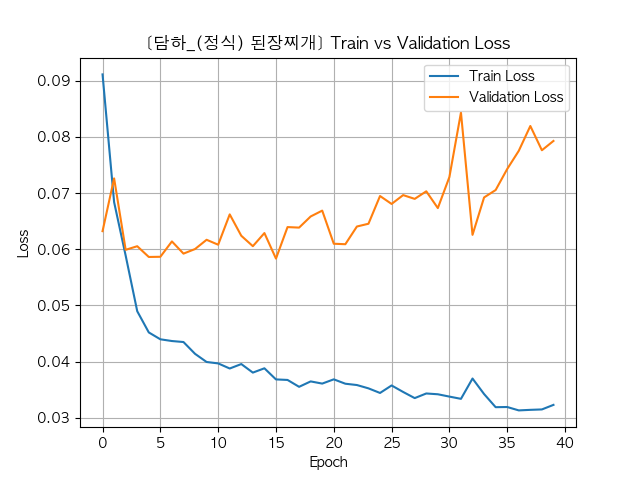 [담하_(정식) 된장찌개] Train vs Validation Loss
Train Loss
Validation Loss
Loss
0.09
0.08
0.07
0.06
0.05
0.04
0.03
0 5 10 15 20 25 30 35 40
Epoch